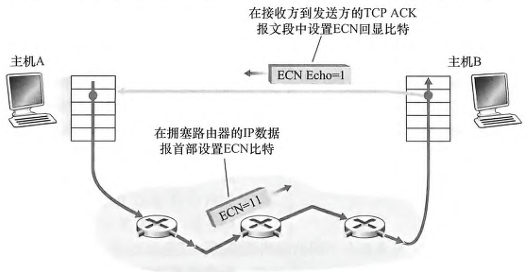 在接收方到发送方的TCP ACK
报文段中设置ECN回显比特
主机A
主机B
ECN Echo=1
在拥塞路由器的IP数据
报首部设置ECN比特
ECN=11